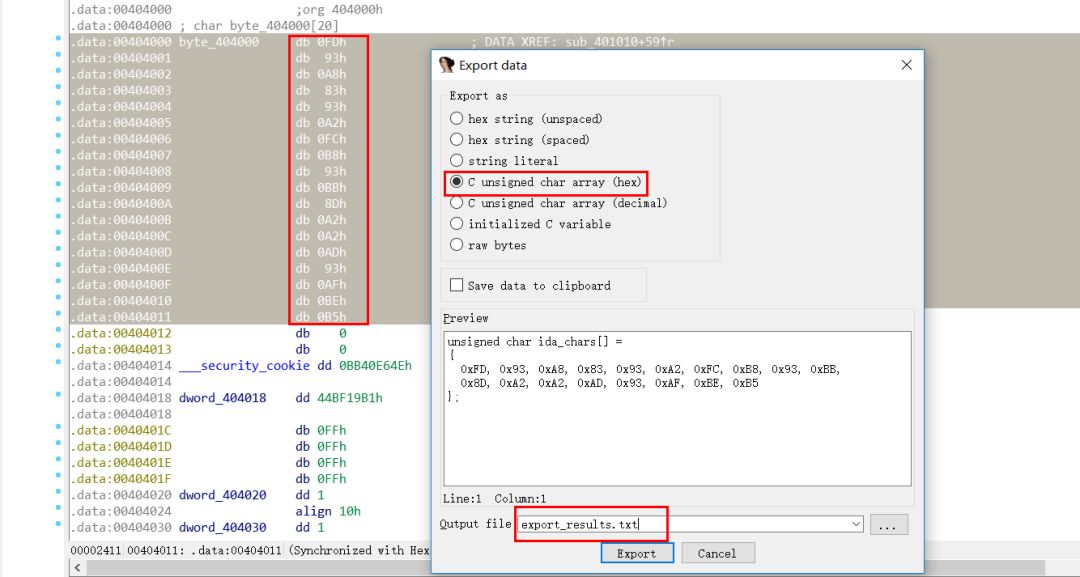 .data:00404000 ;org 404000h
.data:00404000 ; char byte_404000[20]
.data:00404000 byte_404000 db 0FDh ; DATA XREF: sub_401010+59↑r
.data:00404001 db 93h
.data:00404002 db 0A8h
.data:00404003 db 83h
.data:00404004 db 93h
.data:00404005 db 0A2h
.data:00404006 db 0FCh
.data:00404007 db 0B8h
.data:00404008 db 93h
.data:00404009 db 0BBh
.data:0040400A db 8Dh
.data:0040400B db 0A2h
.data:0040400C db 0A2h
.data:0040400D db 0ADh
.data:0040400E db 93h
.data:0040400F db 0AFh
.data:00404010 db 0BEh
.data:00404011 db 0B5h
.data:00404012 db 0
.data:00404013 db 0
.data:00404014 ___security_cookie dd 0BB40E64Eh
.data:00404014
.data:00404018 dword_404018 dd 44BF19B1h
.data:00404018
.data:0040401C db 0FFh
.data:0040401D db 0FFh
.data:0040401E db 0FFh
.data:0040401F db 0FFh
.data:00404020 dword_404020 dd 1
.data:00404024 align 10h
.data:00404030 dword_404030 dd 1
00002411 00404011: .data:00404011 (Synchronized with Hex
Export data
Export as
hex string (unspaced)
hex string (spaced)
string literal
C unsigned char array (hex)
C unsigned char array (decimal)
initialized C variable
raw bytes
Save data to clipboard
Preview
unsigned char ida_chars[] =
{
0xFD, 0x93, 0xA8, 0x83, 0x93, 0xA2, 0xFC, 0xB8, 0x93, 0xBB,
0x8D, 0xA2, 0xA2, 0xAD, 0x93, 0xAF, 0xBE, 0xB5
};
Line:1 Column:1
Output file export_results.txt ...
Export Cancel